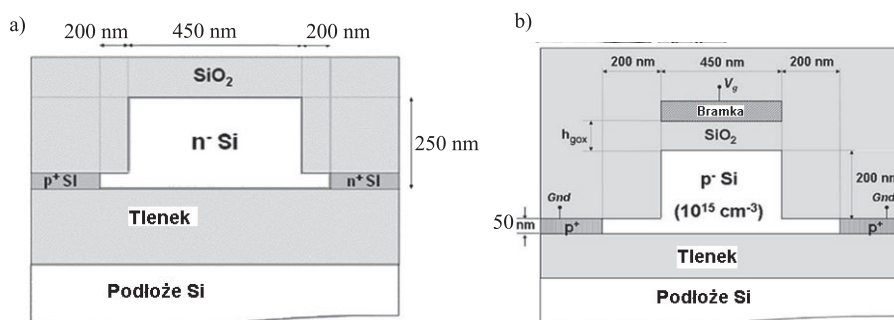 a)
200 nm 450 nm 200 nm
SiO2
n- Si
250 nm
p+ SI
n+ SI
Tlenek
Podłoże Si
b)
200 nm 450 nm 200 nm
Vg
Bramka
hgox
SiO2
p- Si
(10^15 cm^-3)
200 nm
Gnd
Gnd
50 nm
p+
p+
Tlenek
Podłoże Si